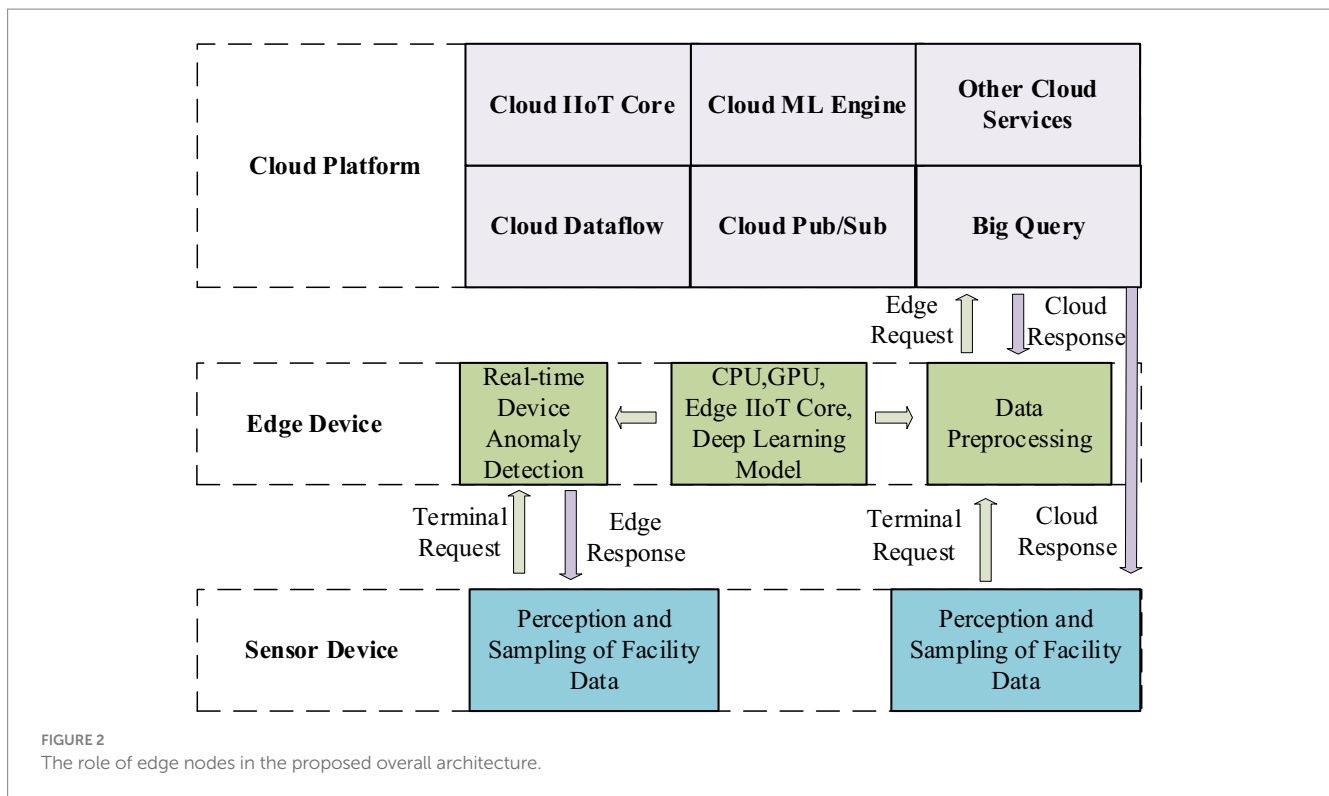 Cloud Platform
Cloud IIoT Core
Cloud ML Engine
Other Cloud
Services
Cloud Dataflow
Cloud Pub/Sub
Big Query
Edge
Request
Cloud
Response
Edge Device
Real-time
Device
Anomaly
Detection
CPU,GPU,
Edge IIoT Core,
Deep Learning
Model
Data
Preprocessing
Terminal
Request
Edge
Response
Terminal
Request
Cloud
Response
Sensor Device
Perception and
Sampling of Facility
Data
Perception and
Sampling of Facility
Data
FIGURE 2
The role of edge nodes in the proposed overall architecture.